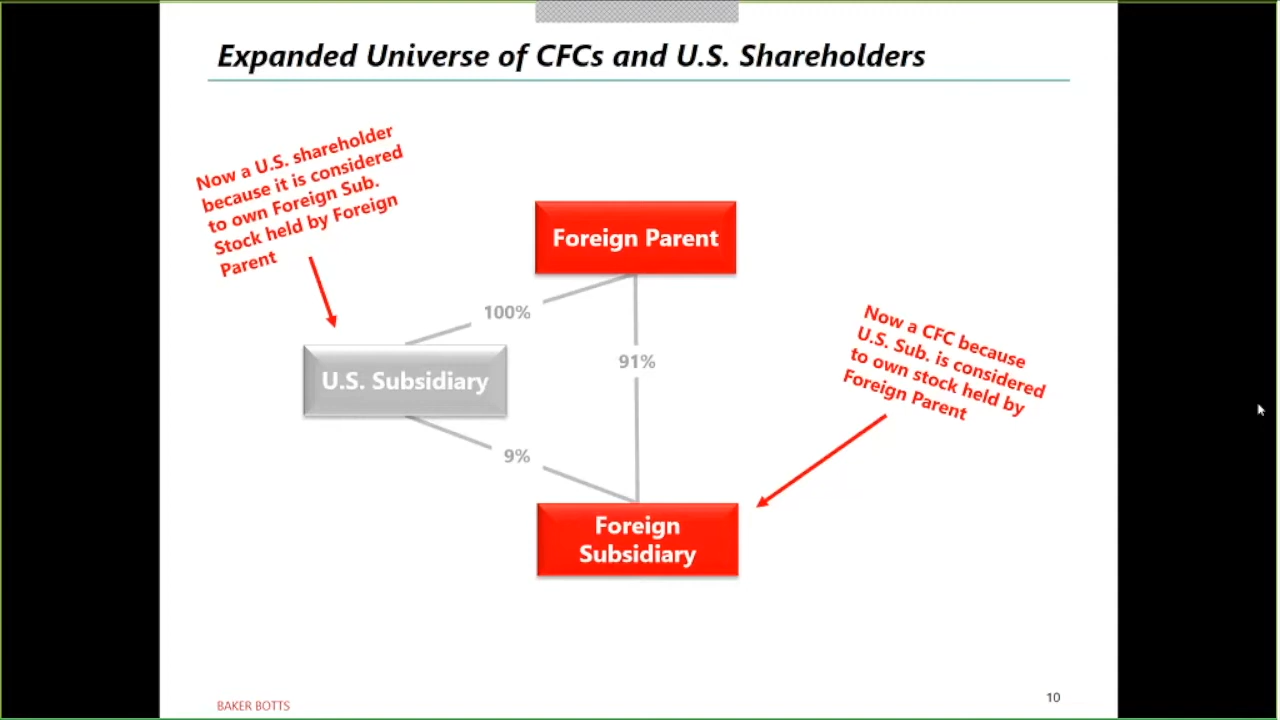 Expanded Universe of CFCs and U.S. Shareholders
Now a U.S. shareholder
because it is considered
to own Foreign Sub.
Stock held by Foreign
Parent
Foreign Parent
100%
91%
Now a CFC because
U.S. Sub. is considered
to own stock held by
Foreign Parent
U.S. Subsidiary
9%
Foreign
Subsidiary
BAKER BOTTS
10